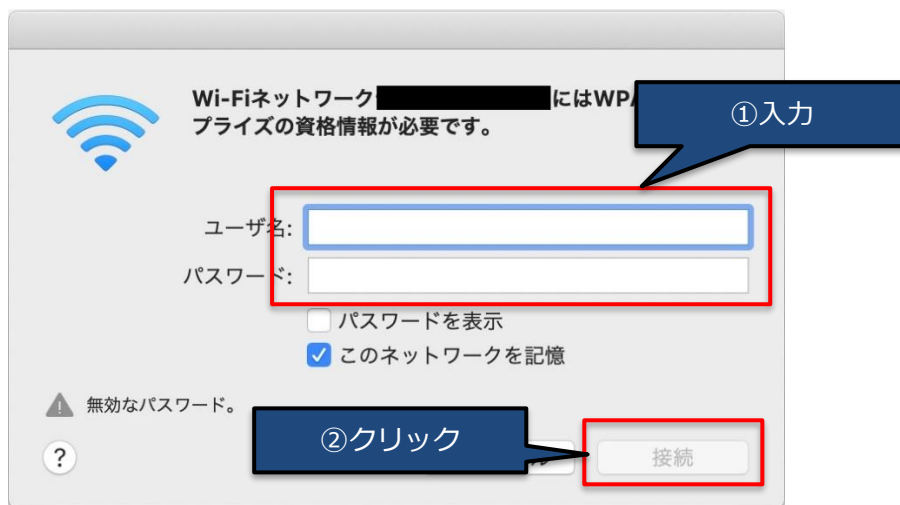 Wi-Fiネットワーク にはWPA
プライズの資格情報が必要です。
①入力
ユーザ名:
パスワード:
パスワードを表示
このネットワークを記憶
無効なパスワード。
②クリック
?
接続